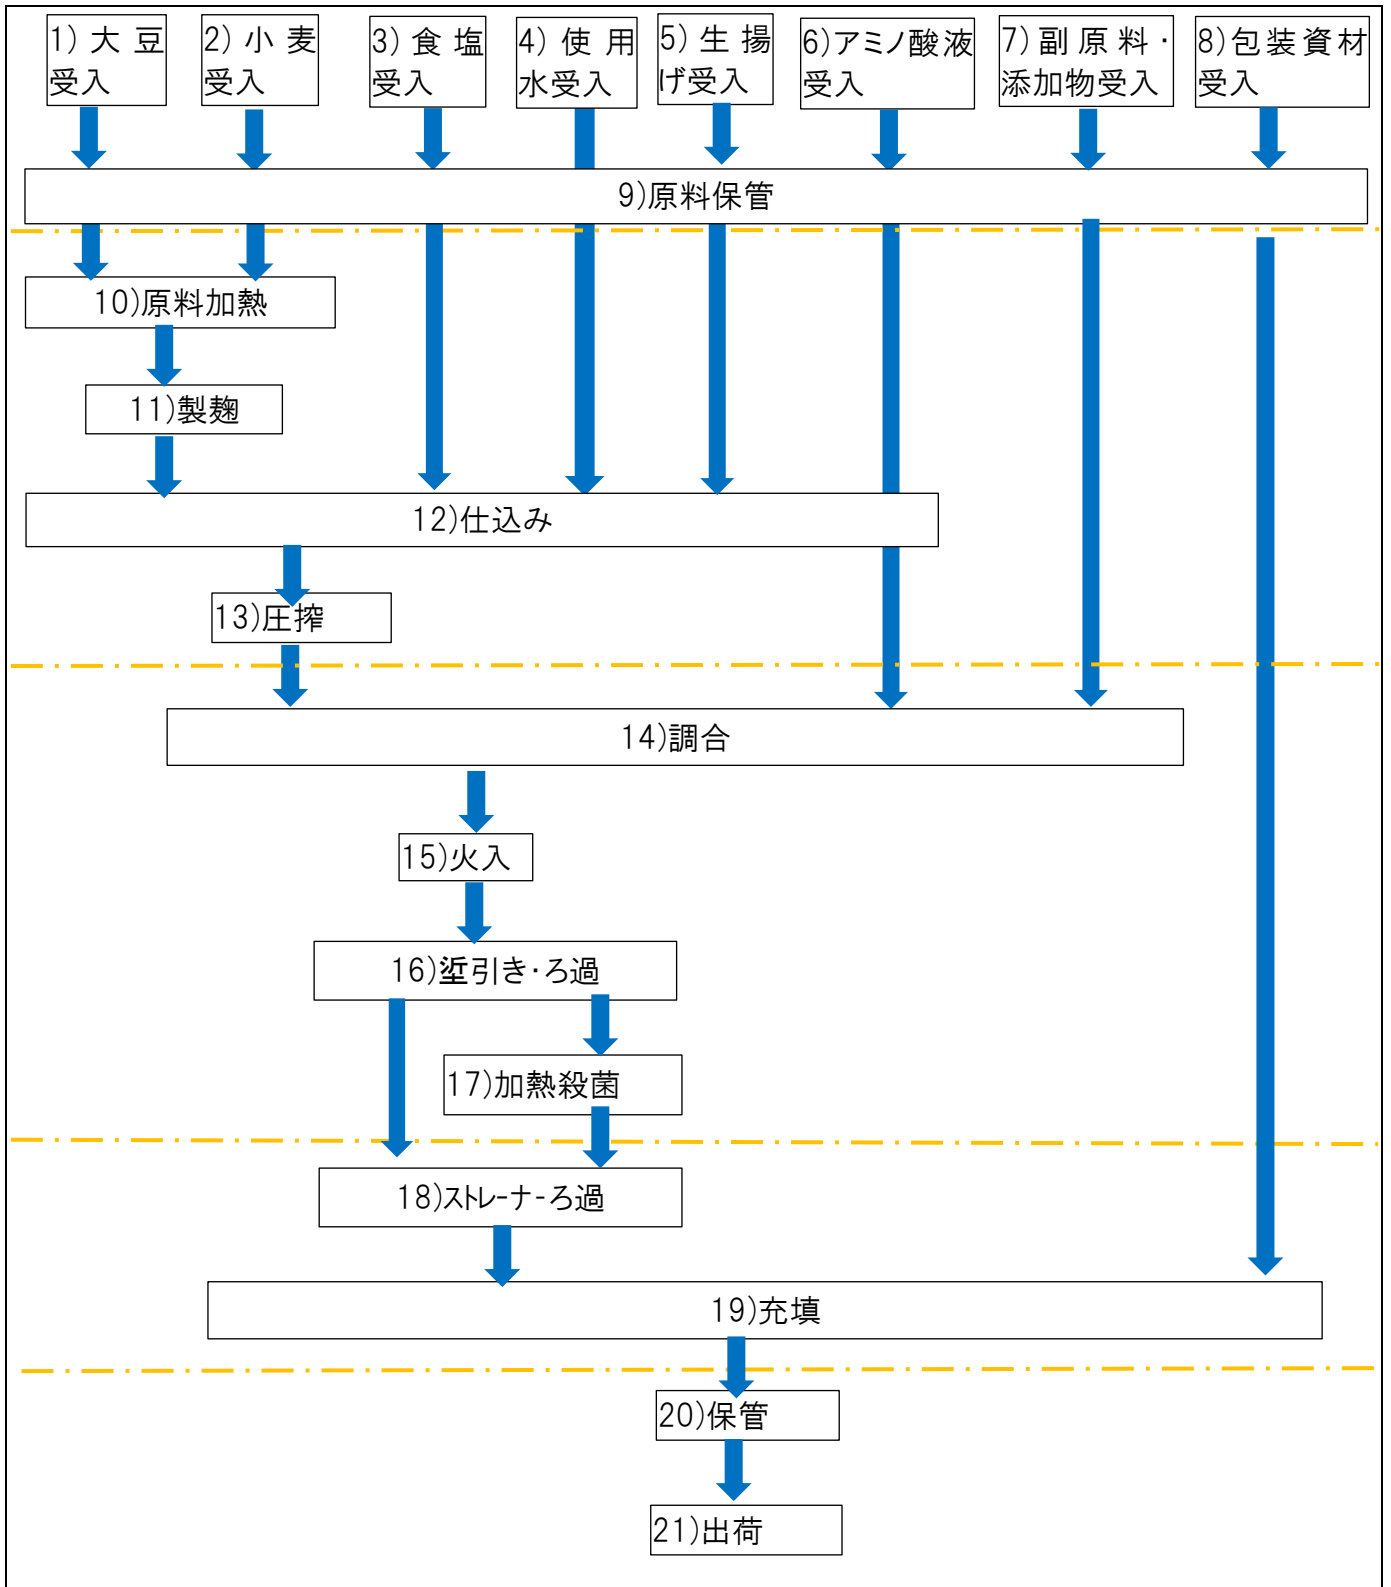 1) 大 豆
受入
2) 小 麦
受入
3) 食 塩
受入
4) 使 用
水受入
5) 生 揚
げ受入
6)アミノ酸液
受入
7) 副 原 料 ・
添加物受入
8) 包 装 資 材
受入
9)原料保管
10)原料加熱
11)製麹
12)仕込み
13)圧搾
14)調合
15)火入
16)垽引き・ろ過
17)加熱殺菌
18)ストレーナ-ろ過
19)充填
20)保管
21)出荷